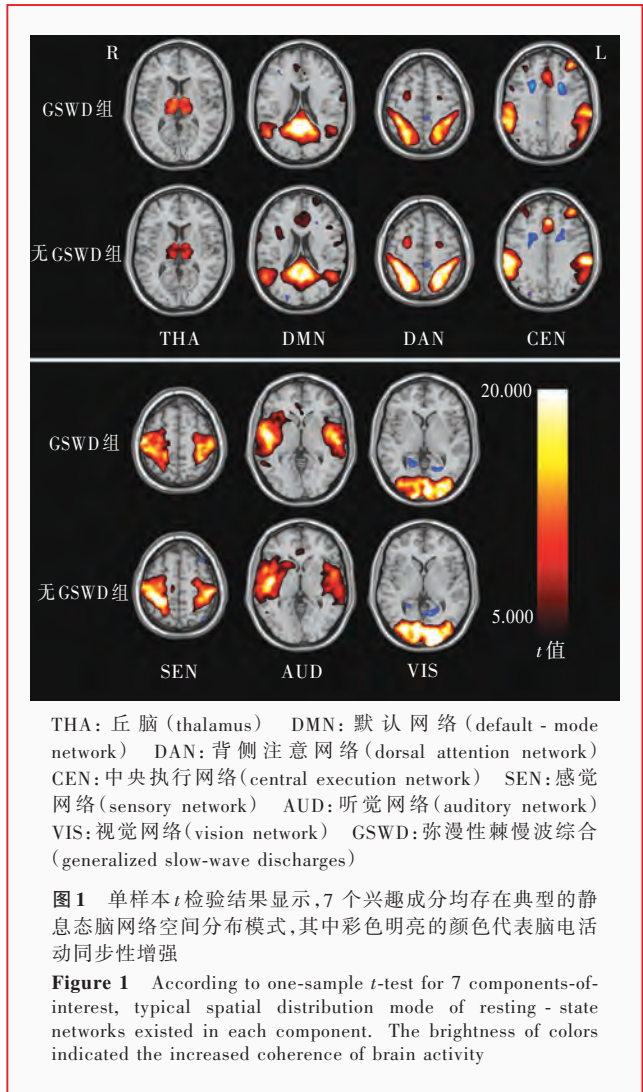 R L
GSWD组
无GSWD组
THA DMN DAN CEN
20.000
GSWD组
无GSWD组
5.000
t值
SEN AUD VIS
THA: 丘脑(thalamus) DMN: 默认网络(default-mode
network) DAN: 背侧注意网络(dorsal attention network)
CEN: 中央执行网络(central execution network) SEN: 感觉
网络(sensory network) AUD: 听觉网络(auditory network)
VIS: 视觉网络(vision network) GSWD: 弥漫性棘慢波综合
(generalized slow-wave discharges)
图1 单样本t检验结果显示,7 个兴趣成分均存在典型的静
息态脑网络空间分布模式,其中彩色明亮的颜色代表脑电活
动同步性增强
Figure 1 According to one-sample t-test for 7 components-of-
interest, typical spatial distribution mode of resting-state
networks existed in each component. The brightness of colors
indicated the increased coherence of brain activity